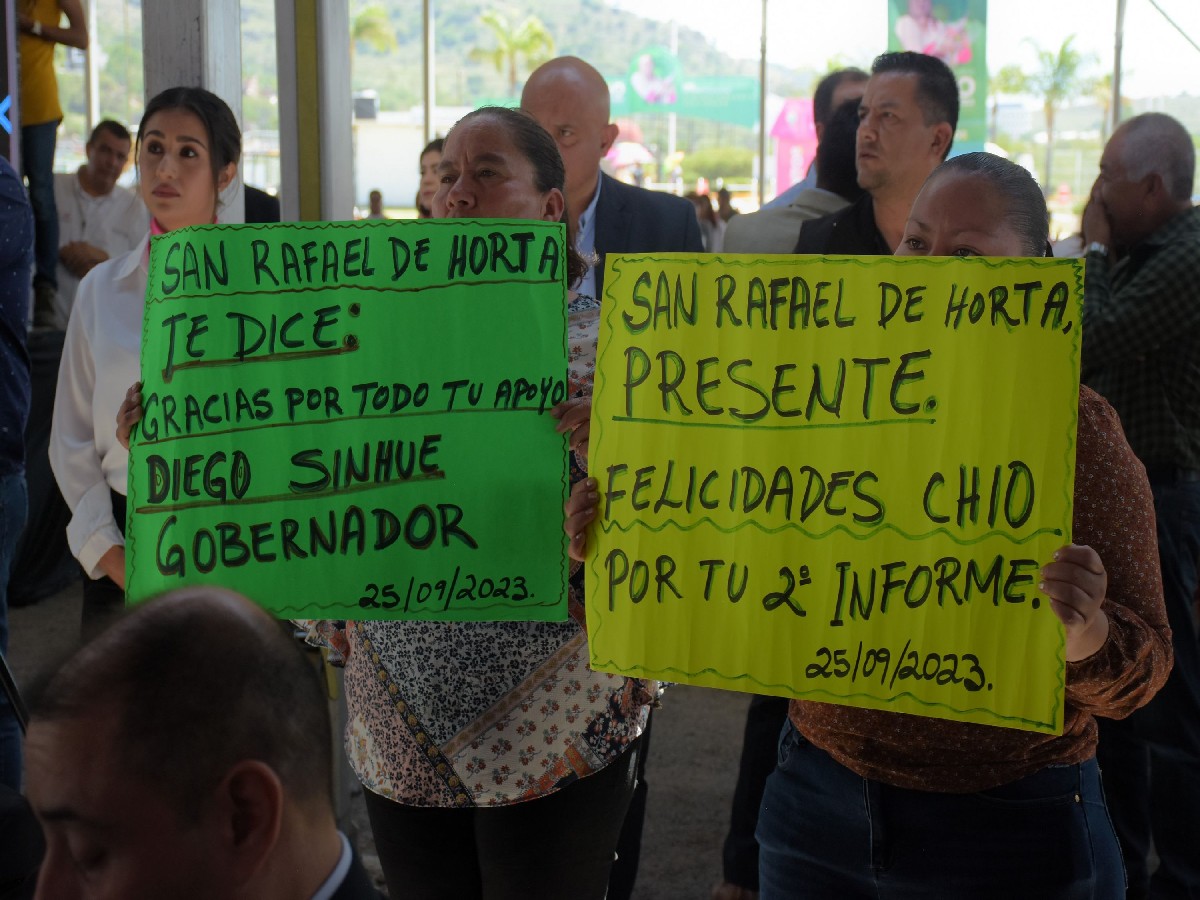 SAN RAFAEL DE HORTA
TE DICE:
GRACIAS POR TODO TU APOYO
DIEGO SINHUE
GOBERNADOR
25/09/2023.
SAN RAFAEL DE HORTA,
PRESENTE.
FELICIDADES CHIO
POR TU 2º INFORME.
25/09/2023.